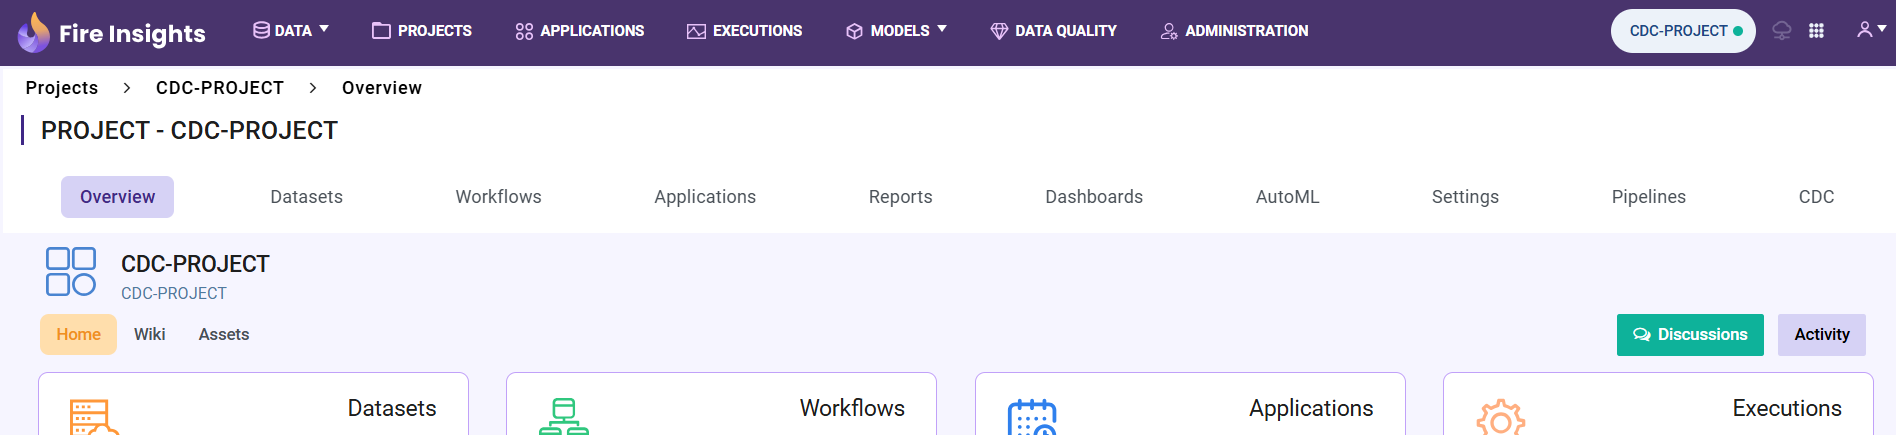 Fire Insights DATA PROJECTS APPLICATIONS EXECUTIONS MODELS DATA QUALITY ADMINISTRATION CDC-PROJECT
Projects > CDC-PROJECT > Overview
PROJECT - CDC-PROJECT
Overview Datasets Workflows Applications Reports Dashboards AutoML Settings Pipelines CDC
CDC-PROJECT
CDC-PROJECT
Home Wiki Assets Discussions Activity
Datasets Workflows Applications Executions